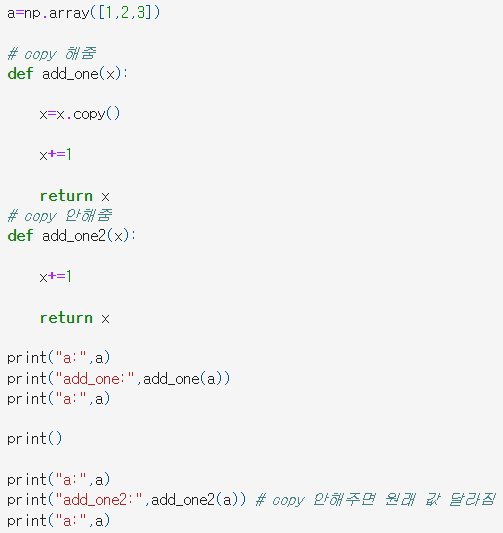 a=np.array([1,2,3])
# copy 해줌
def add_one(x):
x=x.copy()
x+=1
return x
# copy 안해줌
def add_one2(x):
x+=1
return x
print("a:",a)
print("add_one:",add_one(a))
print("a:",a)
print()
print("a:",a)
print("add_one2:",add_one2(a)) # copy 안해주면 원래 값 달라짐
print("a:",a)